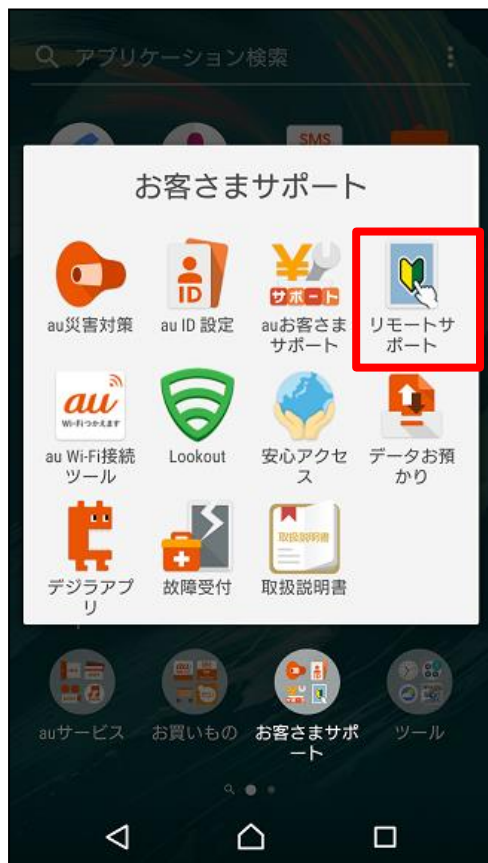 アプリケーション検索
SMS
お客さまサポート
ID
サポート
au災害対策
au ID 設定
auお客さま
サポート
リモートサ
ポート
au
Wi-Fiつかえます
取扱説明書
au Wi-Fi接続
ツール
Lookout
安心アクセ
ス
データお預
かり
デジラアプ
リ
故障受付
取扱説明書
auサービス
お買いもの
お客さまサポ
ート
ツール